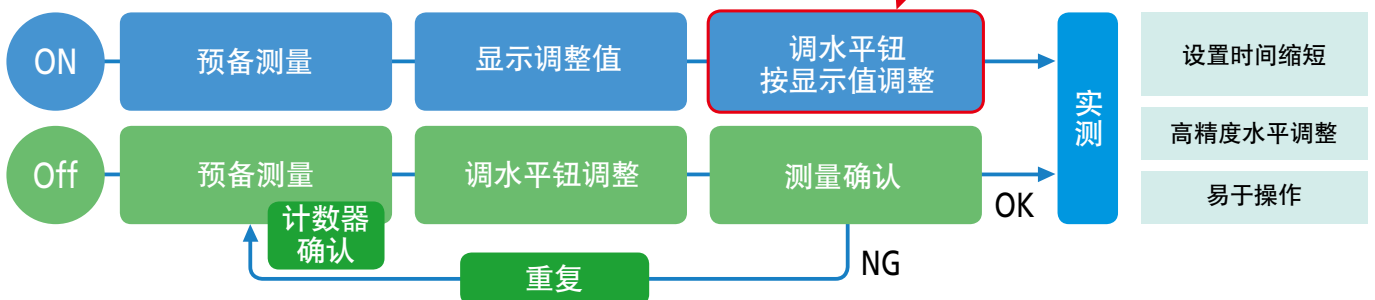 ON
预备测量
显示调整值
调水平钮
按显示值调整
实测
设置时间缩短
高精度水平调整
易于操作
Off
预备测量
计数器
确认
调水平钮调整
测量确认
OK
NG
重复